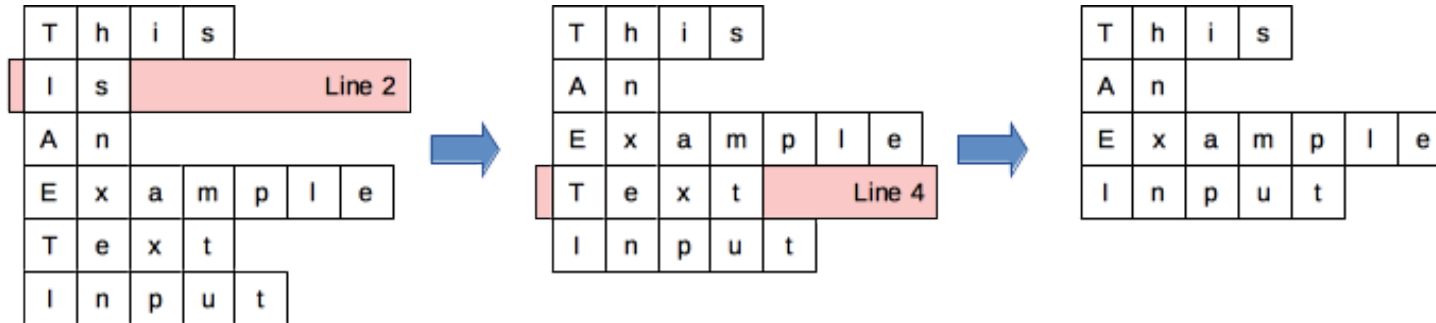 This
Is Line 2
An
Example
Text
Input
This
An
Example
Text Line 4
Input
This
An
Example
Input